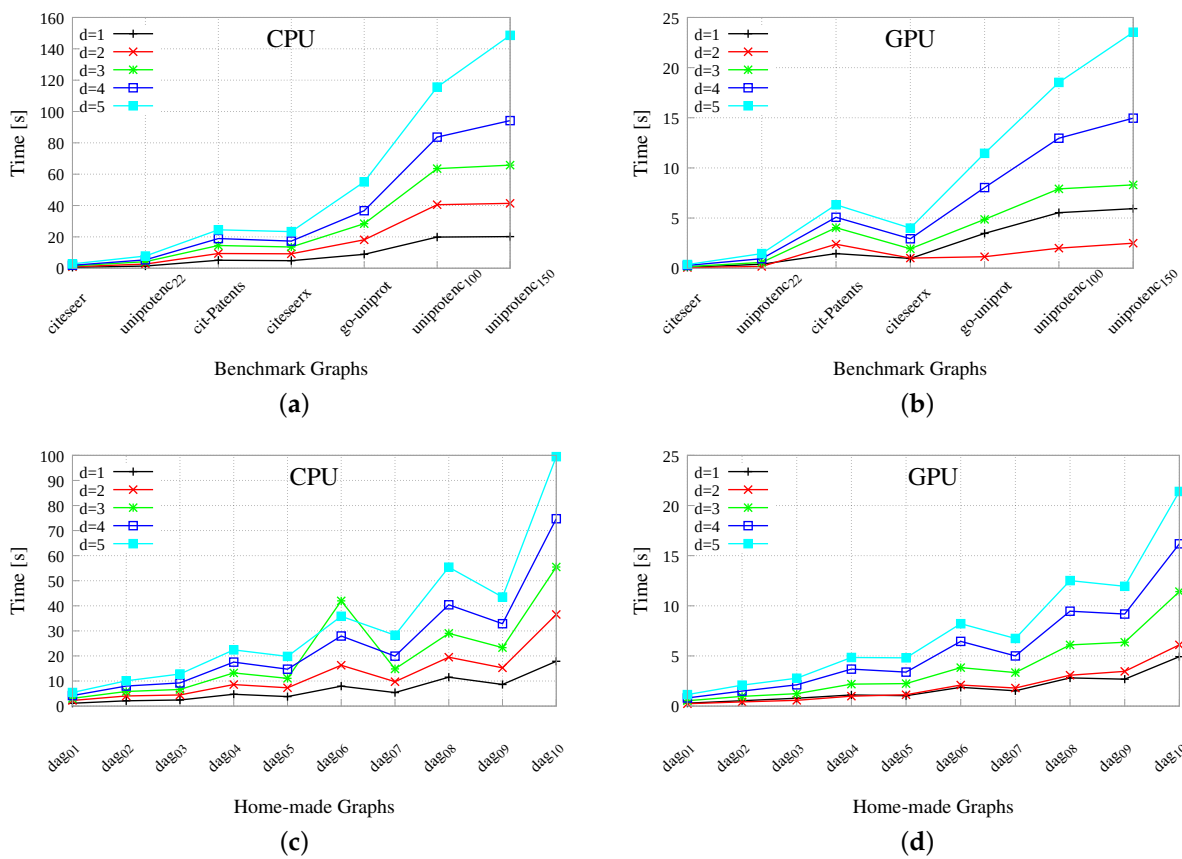 CPU
d=1
d=2
d=3
d=4
d=5
160
140
120
100
80
60
40
20
0
Time [s]
citeseer
uniprotenc22
cit-Patents
citeseerx
go-uniprot
uniprotenc100
uniprotenc150
Benchmark Graphs
(a)
GPU
d=1
d=2
d=3
d=4
d=5
25
20
15
10
5
0
Time [s]
citeseer
uniprotenc22
cit-Patents
citeseerx
go-uniprot
uniprotenc100
uniprotenc150
Benchmark Graphs
(b)
CPU
d=1
d=2
d=3
d=4
d=5
100
90
80
70
60
50
40
30
20
10
0
Time [s]
dag01
dag02
dag03
dag04
dag05
dag06
dag07
dag08
dag09
dag10
Home-made Graphs
(c)
GPU
d=1
d=2
d=3
d=4
d=5
25
20
15
10
5
0
Time [s]
dag01
dag02
dag03
dag04
dag05
dag06
dag07
dag08
dag09
dag10
Home-made Graphs
(d)